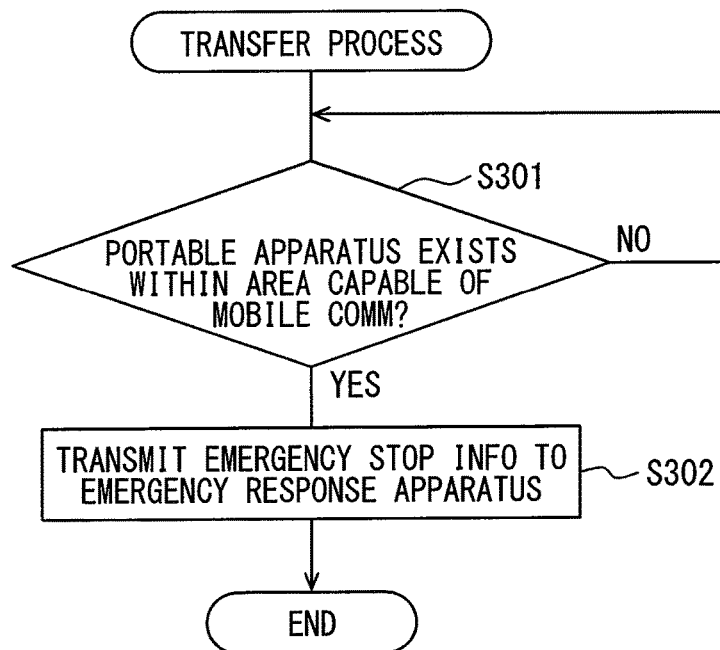 TRANSFER PROCESS
S301
PORTABLE APPARATUS EXISTS
WITHIN AREA CAPABLE OF
MOBILE COMM?
NO
YES
TRANSMIT EMERGENCY STOP INFO TO
EMERGENCY RESPONSE APPARATUS
S302
END